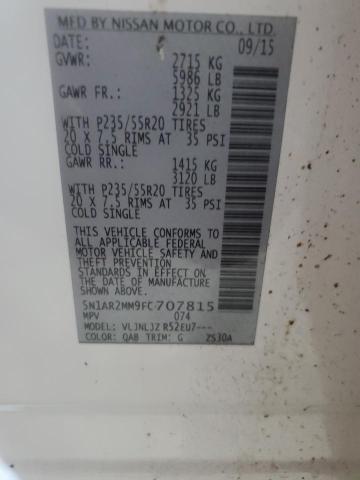 MFD BY NISSAN MOTOR CO., LTD.
DATE: 09/15
GVWR: 2715 KG
5986 LB
GAWR FR.: 1325 KG
2921 LB
WITH P235/55R20 TIRES
20 X 7.5 RIMS AT 35 PSI
COLD SINGLE
GAWR RR.: 1415 KG
3120 LB
WITH P235/55R20 TIRES
20 X 7.5 RIMS AT 35 PSI
COLD SINGLE
THIS VEHICLE CONFORMS TO ALL
APPLICABLE FEDERAL
MOTOR VEHICLE SAFETY AND
THEFT PREVENTION
STANDARDS IN EFFECT ON THE
DATE OF MANUFACTURE
SHOWN ABOVE.
5N1AR2MM9FC707815
MPV 074
MODEL: VLJNLJZ R52EU7---
COLOR: QAB TRIM: G ZS30A